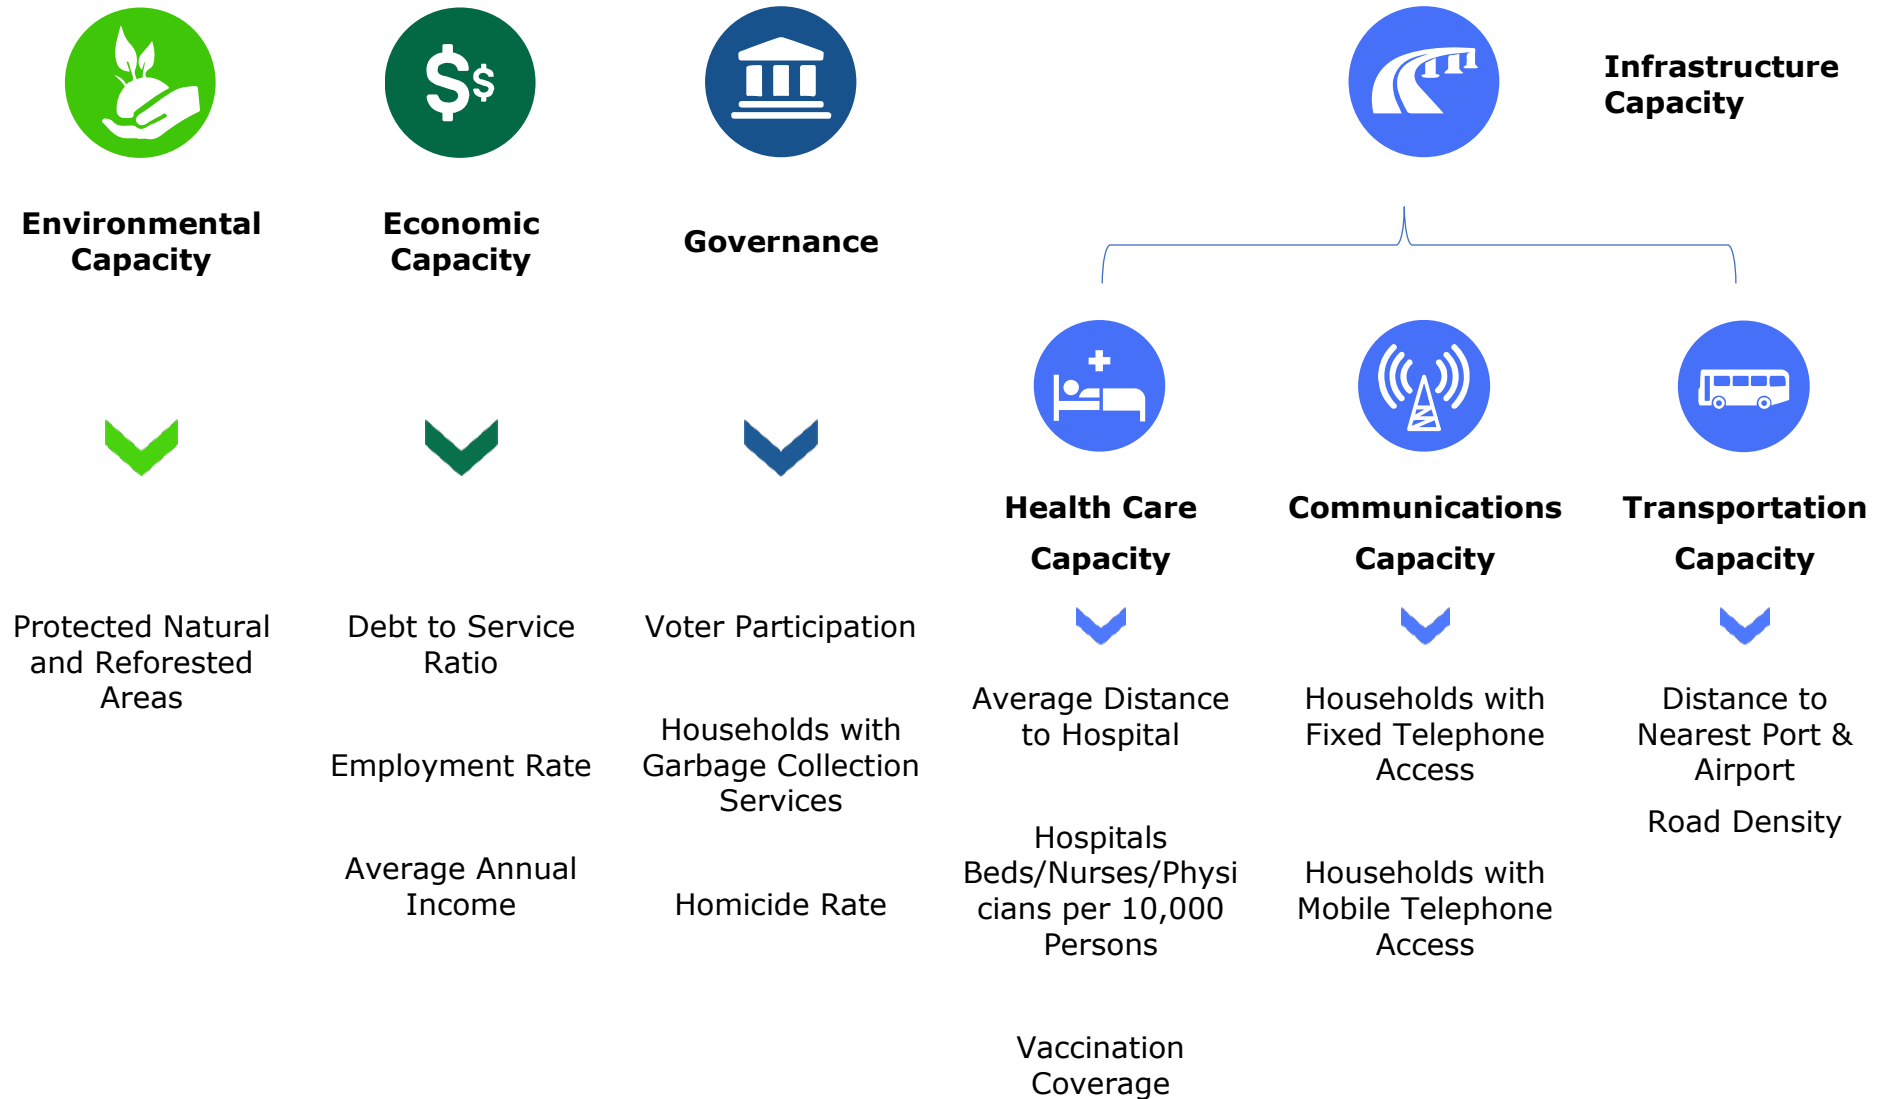 Infrastructure
Capacity
Environmental
Capacity
Economic
Capacity
Governance
Health Care
Capacity
Communications
Capacity
Transportation
Capacity
Protected Natural
and Reforested
Areas
Debt to Service
Ratio
Employment Rate
Average Annual
Income
Voter Participation
Households with
Garbage Collection
Services
Homicide Rate
Average Distance
to Hospital
Hospitals
Beds/Nurses/Physi
cians per 10,000
Persons
Vaccination
Coverage
Households with
Fixed Telephone
Access
Households with
Mobile Telephone
Access
Distance to
Nearest Port &
Airport
Road Density